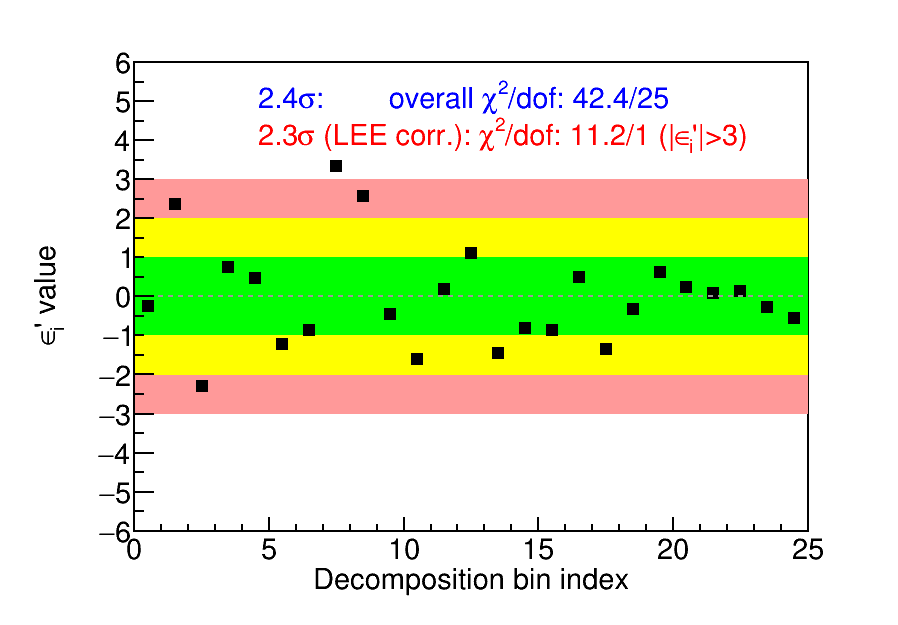 6
5
4
3
2
1
0
−1
−2
−3
−4
−5
−6
ϵi' value
2.4σ: overall χ²/dof: 42.4/25
2.3σ (LEE corr.): χ²/dof: 11.2/1 (|ϵi'|>3)
0 5 10 15 20 25
Decomposition bin index